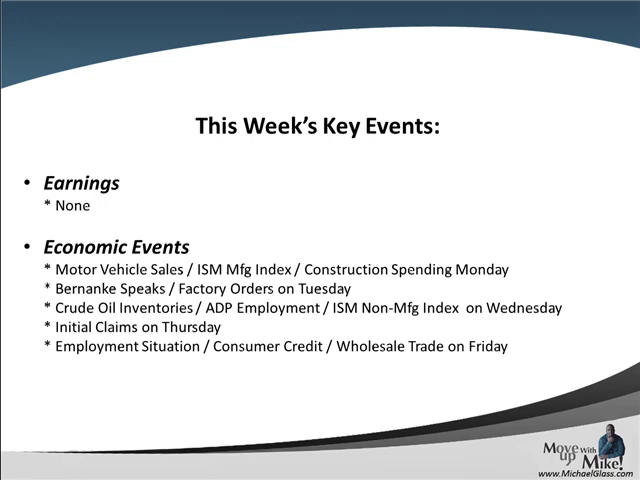 This Week's Key Events:
• Earnings
* None
• Economic Events
* Motor Vehicle Sales / ISM Mfg Index / Construction Spending Monday
* Bernanke Speaks / Factory Orders on Tuesday
* Crude Oil Inventories / ADP Employment / ISM Non-Mfg Index  on Wednesday
* Initial Claims on Thursday
* Employment Situation / Consumer Credit / Wholesale Trade on Friday
Move up With Mike!
www.MichaelGlass.com